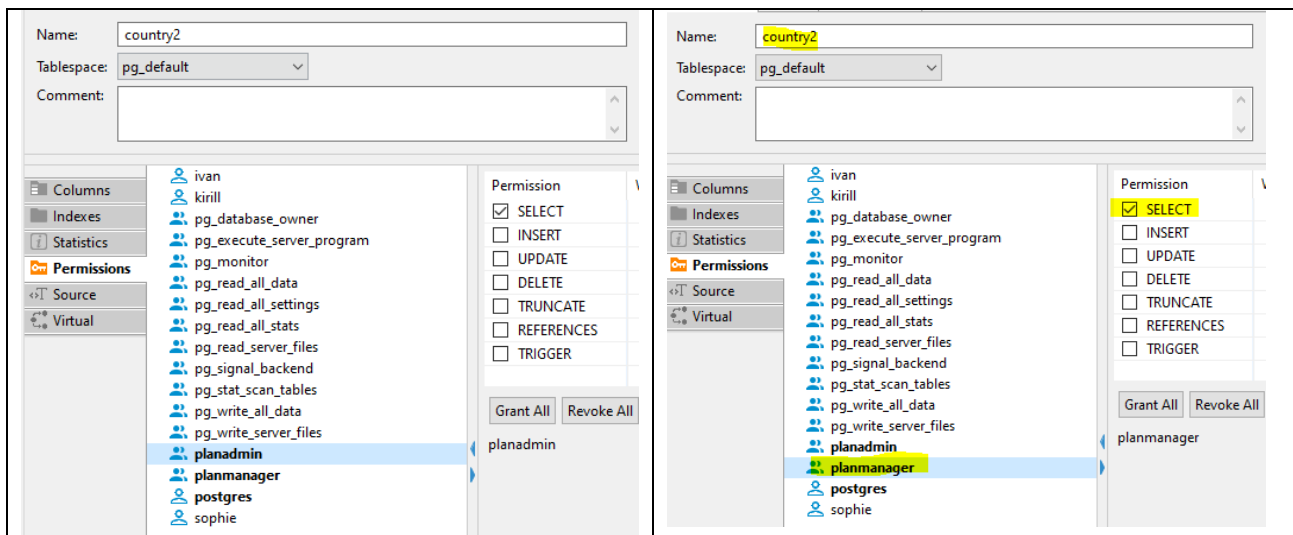 Name: country2
Tablespace: pg_default
Comment:
Columns
Indexes
Statistics
Permissions
Source
Virtual
ivan
kirill
pg_database_owner
pg_execute_server_program
pg_monitor
pg_read_all_data
pg_read_all_settings
pg_read_all_stats
pg_read_server_files
pg_signal_backend
pg_stat_scan_tables
pg_write_all_data
pg_write_server_files
planadmin
planmanager
postgres
sophie
Permission
SELECT
INSERT
UPDATE
DELETE
TRUNCATE
REFERENCES
TRIGGER
Grant All Revoke All
planadmin
Name: country2
Tablespace: pg_default
Comment:
Columns
Indexes
Statistics
Permissions
Source
Virtual
ivan
kirill
pg_database_owner
pg_execute_server_program
pg_monitor
pg_read_all_data
pg_read_all_settings
pg_read_all_stats
pg_read_server_files
pg_signal_backend
pg_stat_scan_tables
pg_write_all_data
pg_write_server_files
planadmin
planmanager
postgres
sophie
Permission
SELECT
INSERT
UPDATE
DELETE
TRUNCATE
REFERENCES
TRIGGER
Grant All Revoke All
planmanager